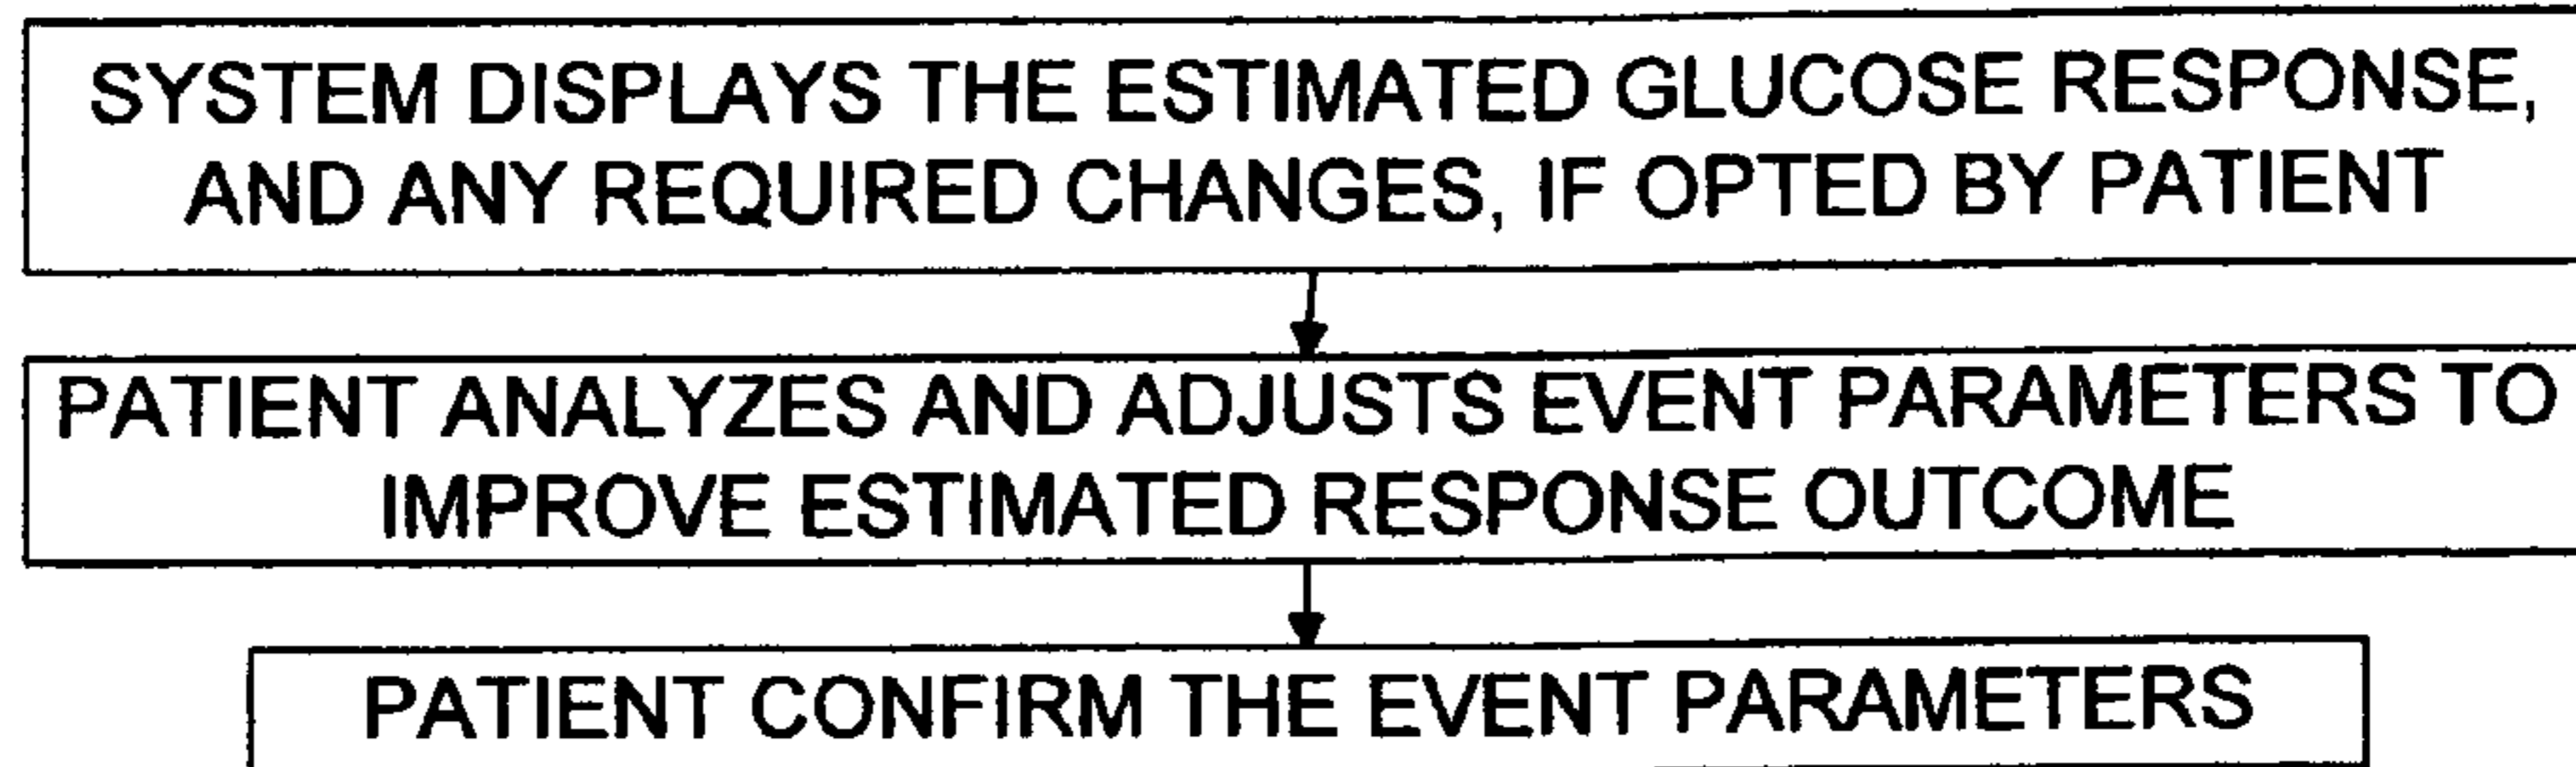 SYSTEM DISPLAYS THE ESTIMATED GLUCOSE RESPONSE,
AND ANY REQUIRED CHANGES, IF OPTED BY PATIENT
PATIENT ANALYZES AND ADJUSTS EVENT PARAMETERS TO
IMPROVE ESTIMATED RESPONSE OUTCOME
PATIENT CONFIRM THE EVENT PARAMETERS